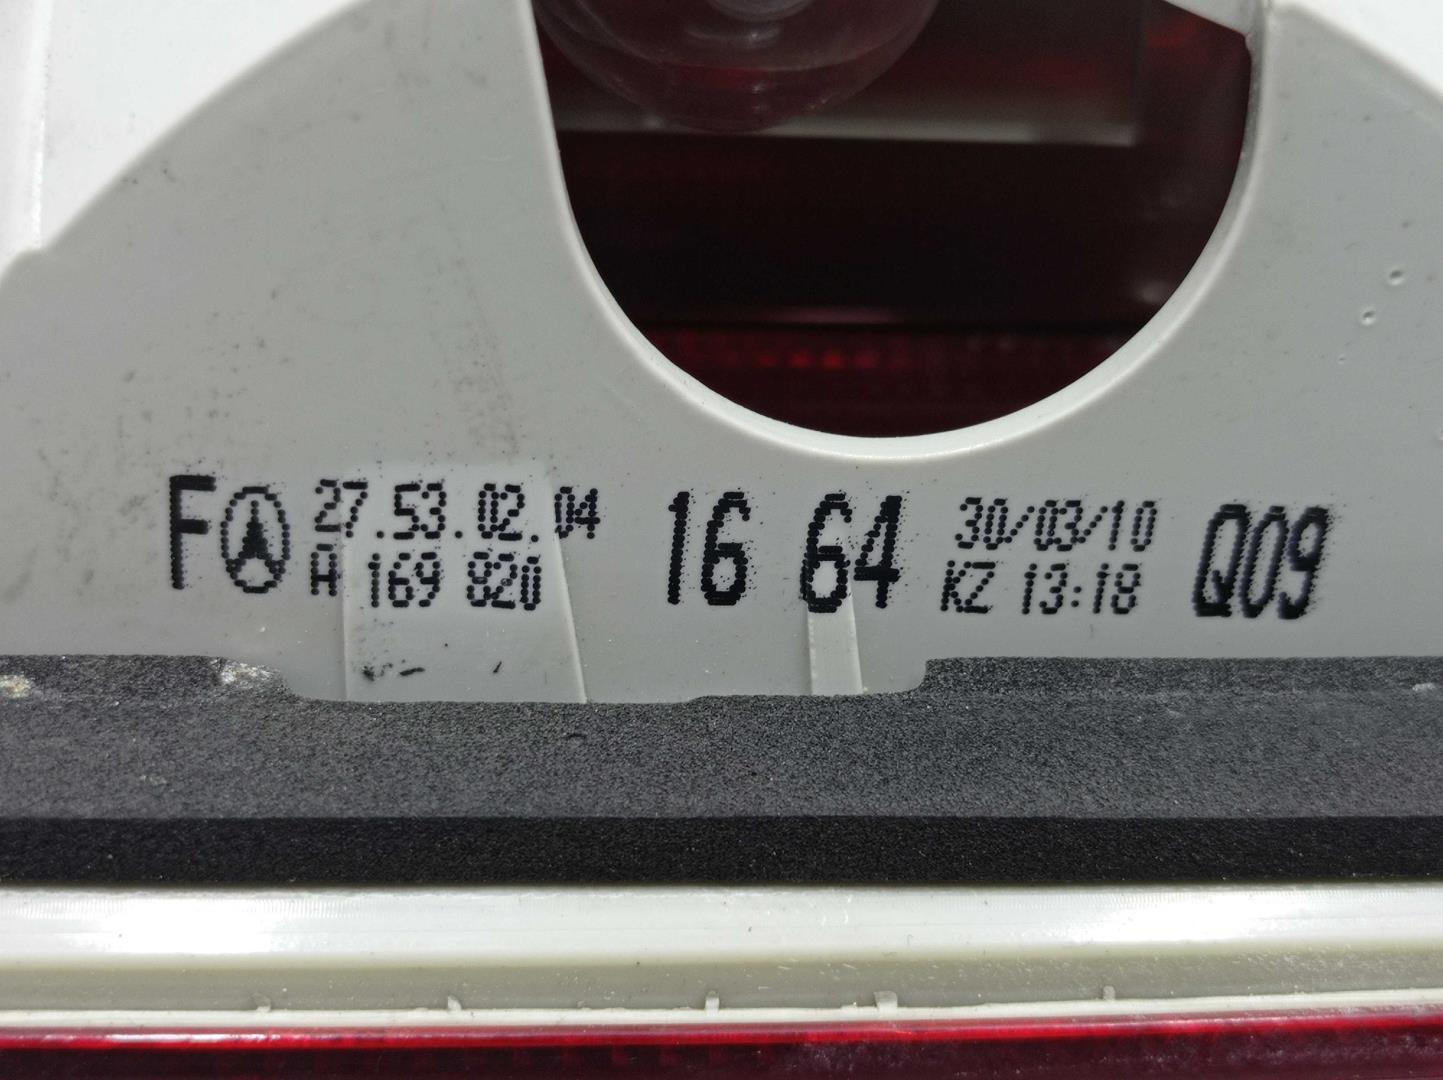 F 27.53.02.04 16 64 30/03/10 Q09
A 169 820 KZ 13:18